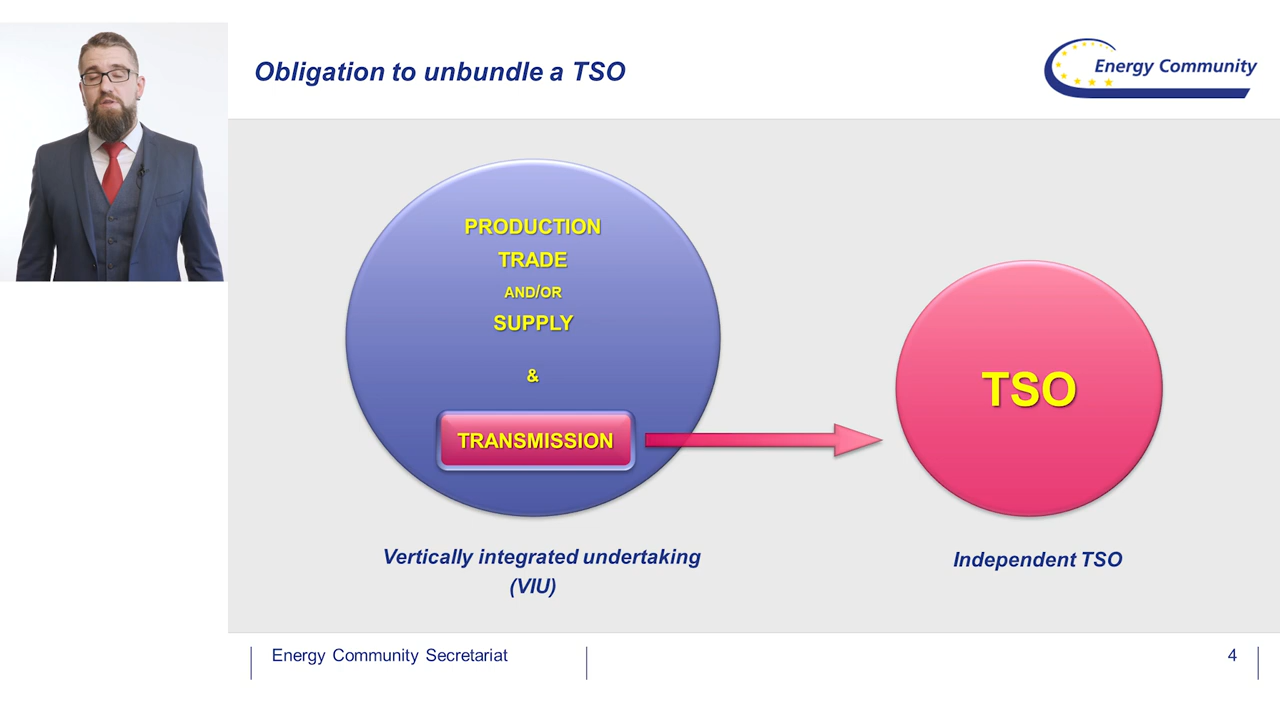 Obligation to unbundle a TSO
Energy Community
PRODUCTION
TRADE
AND/OR
SUPPLY
&
TRANSMISSION
TSO
Vertically integrated undertaking
(VIU)
Independent TSO
Energy Community Secretariat
4